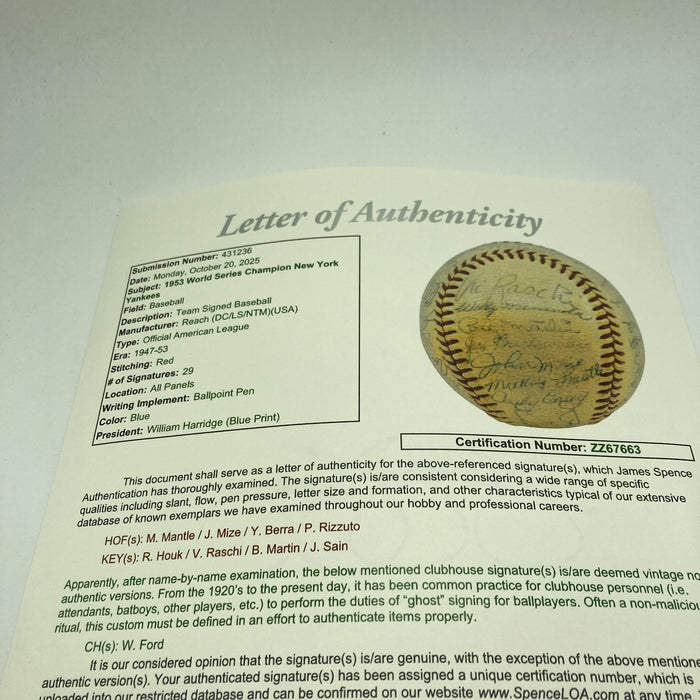 Letter of Authenticity
Submission Number: 431236
Date: Monday, October 20, 2025
Subject: 1953 World Series Champion New York
Yankees
Field: Baseball
Description: Team Signed Baseball
Manufacturer: Reach (DC/LS/NTM)(USA)
Type: Official American League
Era: 1947-53
Stitching: Red
# of Signatures: 29
Location: All Panels
Writing Implement: Ballpoint Pen
Color: Blue
President: William Harridge (Blue Print)
Vic Raschi
John Mize
Mickey Mantle
Certification Number: ZZ67663
This document shall serve as a letter of authenticity for the above-referenced signature(s), which James Spence
Authentication has thoroughly examined. The signature(s) is/are consistent considering a wide range of specific
qualities including slant, flow, pen pressure, letter size and formation, and other characteristics typical of our extensive
database of known exemplars we have examined throughout our hobby and professional careers.
HOF(s): M. Mantle / J. Mize / Y. Berra / P. Rizzuto
KEY(s): R. Houk / V. Raschi / B. Martin / J. Sain
Apparently, after name-by-name examination, the below mentioned clubhouse signature(s) is/are deemed vintage no
authentic versions. From the 1920's to the present day, it has been common practice for clubhouse personnel (i.e.
attendants, batboys, other players, etc.) to perform the duties of "ghost" signing for ballplayers. Often a non-maliciou
ritual, this custom must be defined in an effort to authenticate items properly.
CH(s): W. Ford
It is our considered opinion that the signature(s) is/are genuine, with the exception of the above mentione
authentic version(s). Your authenticated signature(s) has been assigned a unique certification number, which is
uploaded into our restricted database and can be confirmed on our website www.SpenceLOA.com at any time